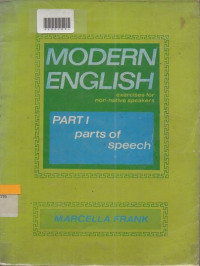 MODERN
ENGLISH
exercises for
non-native speakers
PART I
parts of
speech
MARCELLA FRANK